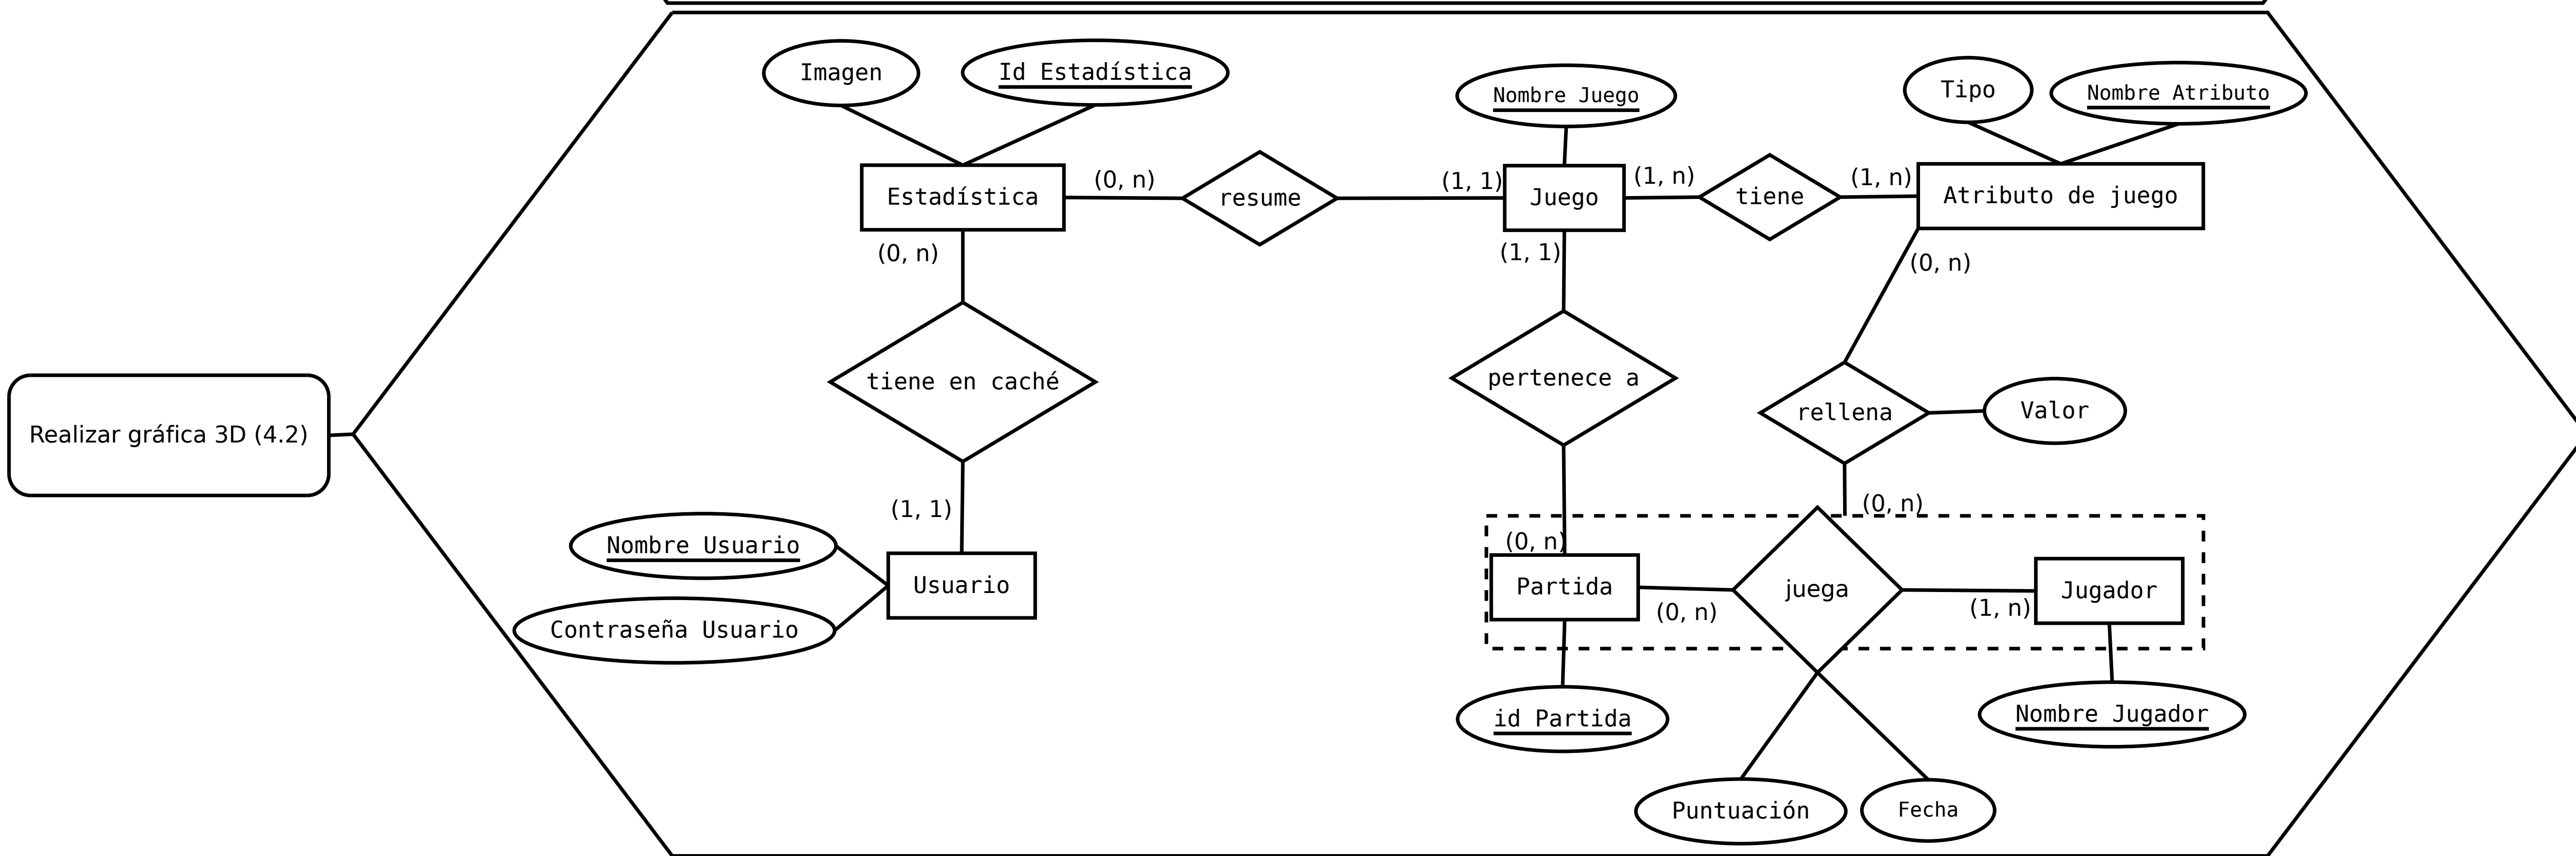 Imagen
Id Estadística
Nombre Juego
Tipo
Nombre Atributo
Estadística
(0, n)
resume
(1, 1)
Juego
(1, n)
tiene
(1, n)
Atributo de juego
(0, n)
(1, 1)
(0, n)
tiene en caché
pertenece a
rellena
Valor
Realizar gráfica 3D (4.2)
(1, 1)
(0, n)
(0, n)
Nombre Usuario
Usuario
Contraseña Usuario
Partida
(0, n)
juega
(1, n)
Jugador
id Partida
Nombre Jugador
Puntuación
Fecha